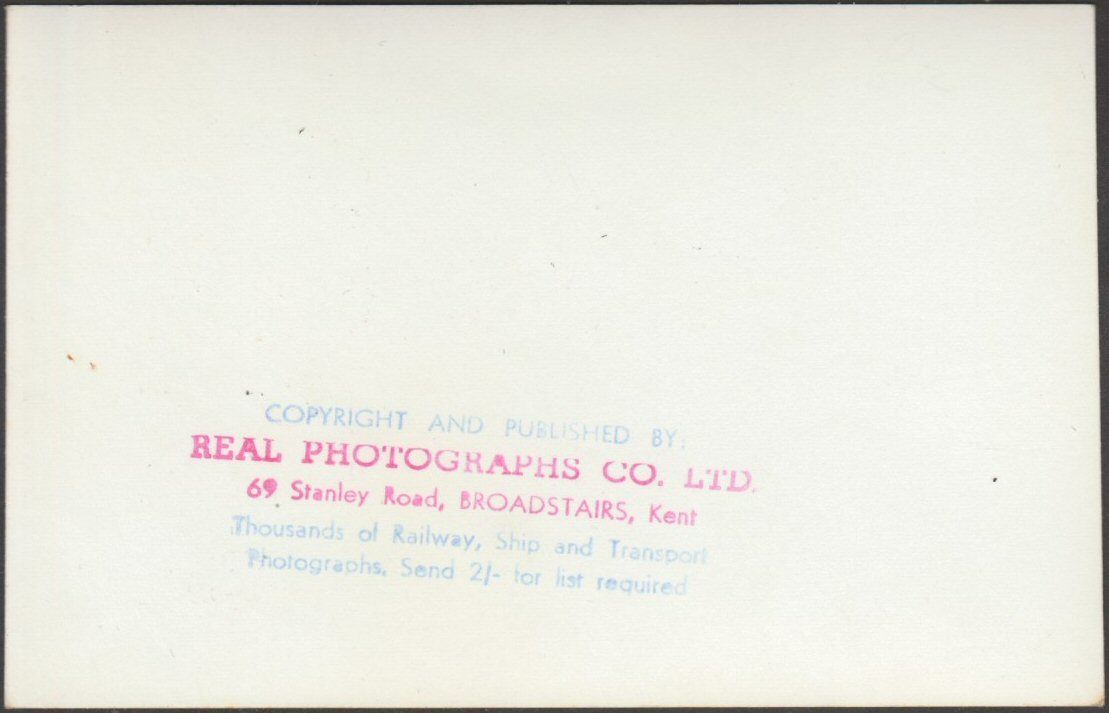 COPYRIGHT AND PUBLISHED BY:
REAL PHOTOGRAPHS CO. LTD.
69 Stanley Road, BROADSTAIRS, Kent
Thousands of Railway, Ship and Transport
Photographs. Send 2/- for list required